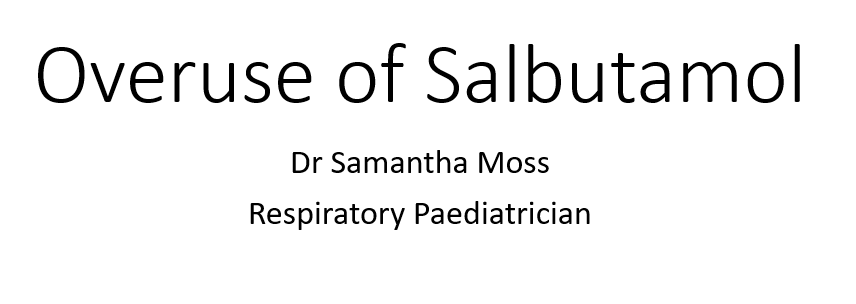 Overuse of Salbutamol
Dr Samantha Moss
Respiratory Paediatrician